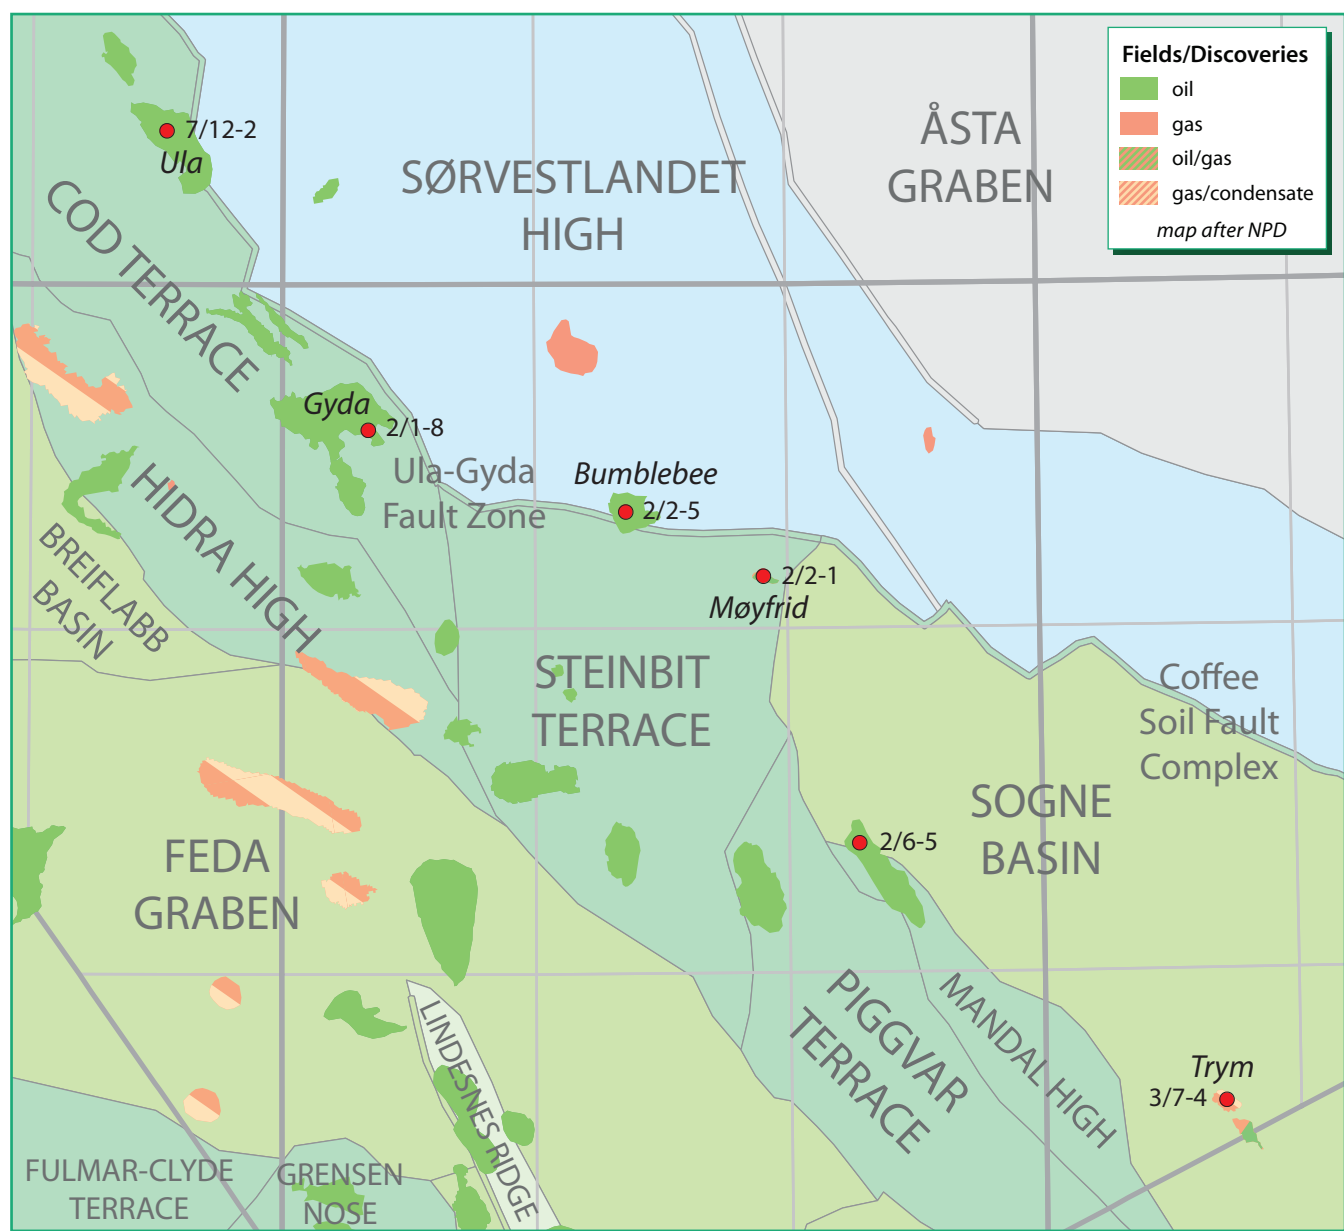 Fields/Discoveries
oil
gas
oil/gas
gas/condensate
map after NPD
7/12-2
Ula
ÅSTA
GRABEN
SØRVESTLANDET
HIGH
COD TERRACE
Gyda
2/1-8
Ula-Gyda
Fault Zone
Bumblebee
2/2-5
HIDRA HIGH
BREIFLABB
BASIN
2/2-1
Møyfrid
STEINBIT
TERRACE
Coffee
Soil Fault
Complex
SOGNE
BASIN
2/6-5
FEDA
GRABEN
PIGGVAR
TERRACE
MANDAL HIGH
LINDESNES RIDGE
Trym
3/7-4
FULMAR-CLYDE
TERRACE
GRENSEN
NOSE